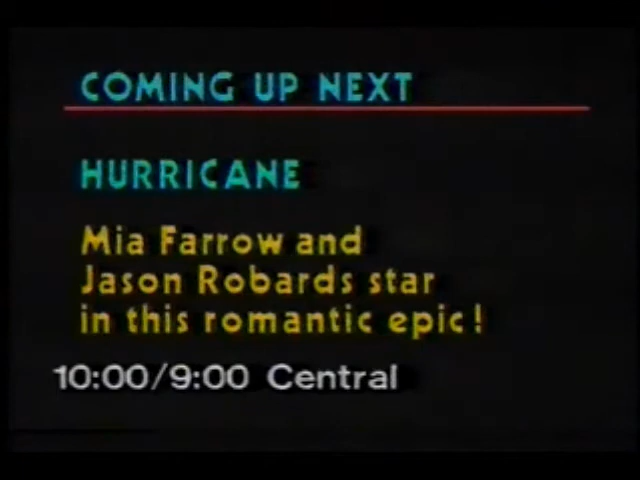 COMING UP NEXT
HURRICANE
Mia Farrow and
Jason Robards star
in this romantic epic!
10:00/9:00 Central